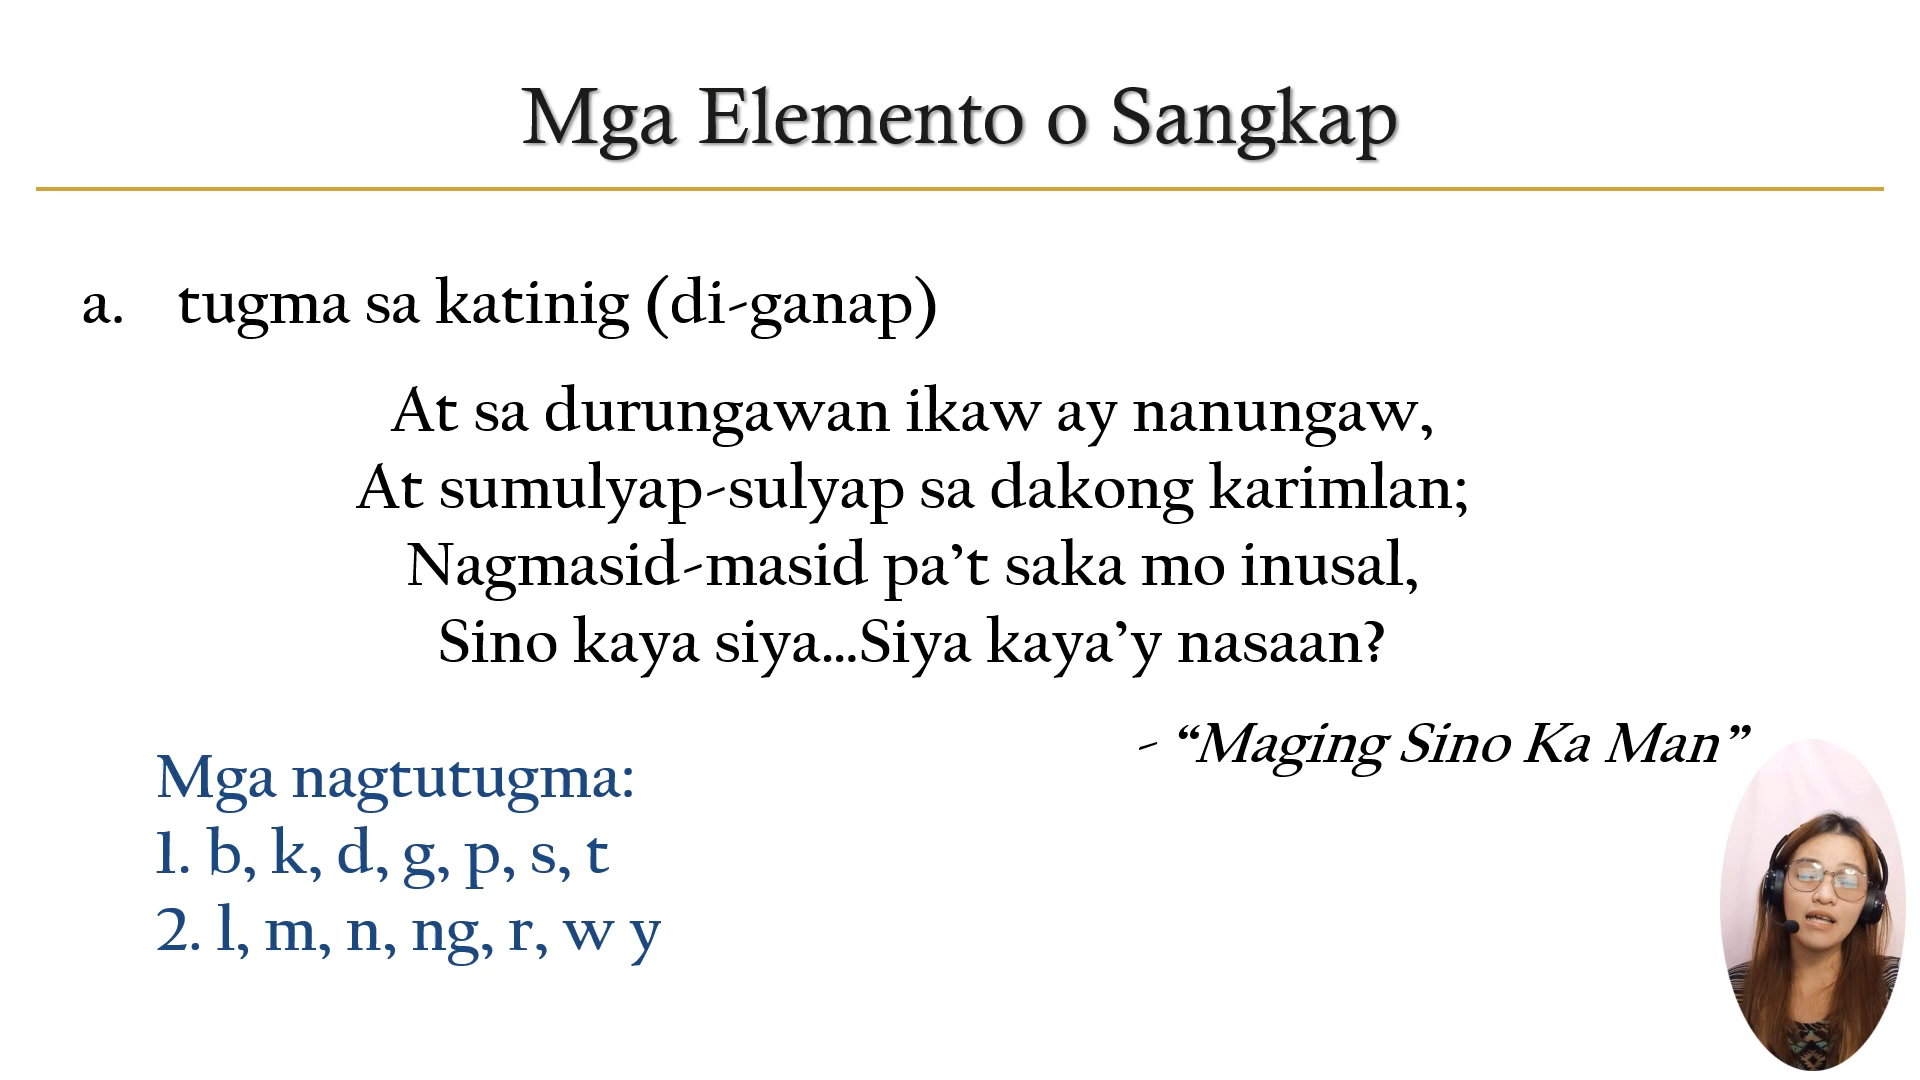 Mga Elemento o Sangkap
a. tugma sa katinig (di-ganap)
At sa durungawan ikaw ay nanungaw,
At sumulyap-sulyap sa dakong karimlan;
Nagmasid-masid pa’t saka mo inusal,
Sino kaya siya...Siya kaya’y nasaan?
- “Maging Sino Ka Man”
Mga nagtutugma:
1. b, k, d, g, p, s, t
2. l, m, n, ng, r, w y